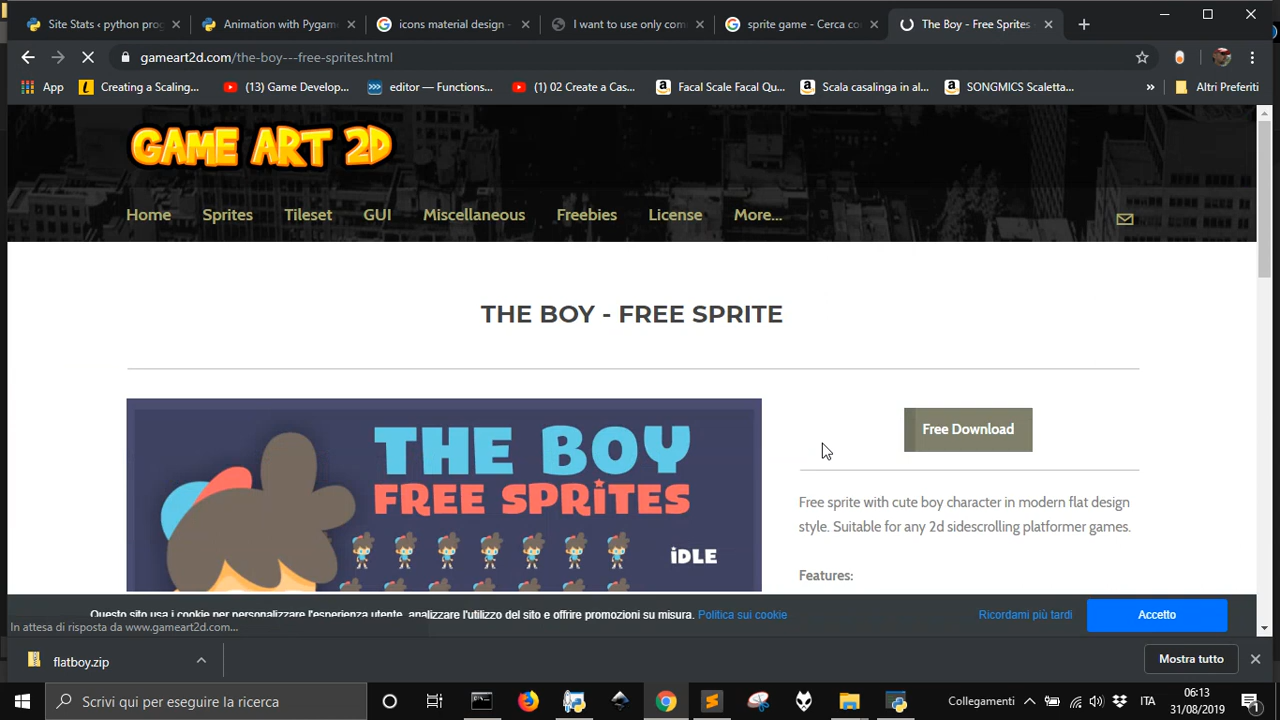 Site Stats ‹ python prog
Animation with Pygam
icons material design -
I want to use only com
sprite game - Cerca co
The Boy - Free Sprites
gameart2d.com/the-boy---free-sprites.html
App
Creating a Scaling...
(13) Game Develop...
editor — Functions...
(1) 02 Create a Cas...
Facal Scale Facal Qu...
Scala casalinga in al...
SONGMICS Scaletta...
»
Altri Preferiti
GAME ART 2D
Home
Sprites
Tileset
GUI
Miscellaneous
Freebies
License
More...
THE BOY - FREE SPRITE
THE BOY
FREE SPRITES
IDLE
Free Download
Free sprite with cute boy character in modern flat design
style. Suitable for any 2d sidescrolling platformer games.
Features:
Questo sito usa i cookie per personalizzare l'esperienza utente, analizzare l'utilizzo del sito e offrire promozioni su misura. Politica sui cookie
Ricordami più tardi
Accetto
In attesa di risposta da www.gameart2d.com...
flatboy.zip
Mostra tutto
Scrivi qui per eseguire la ricerca
Collegamenti
ITA
06:13
31/08/2019
1